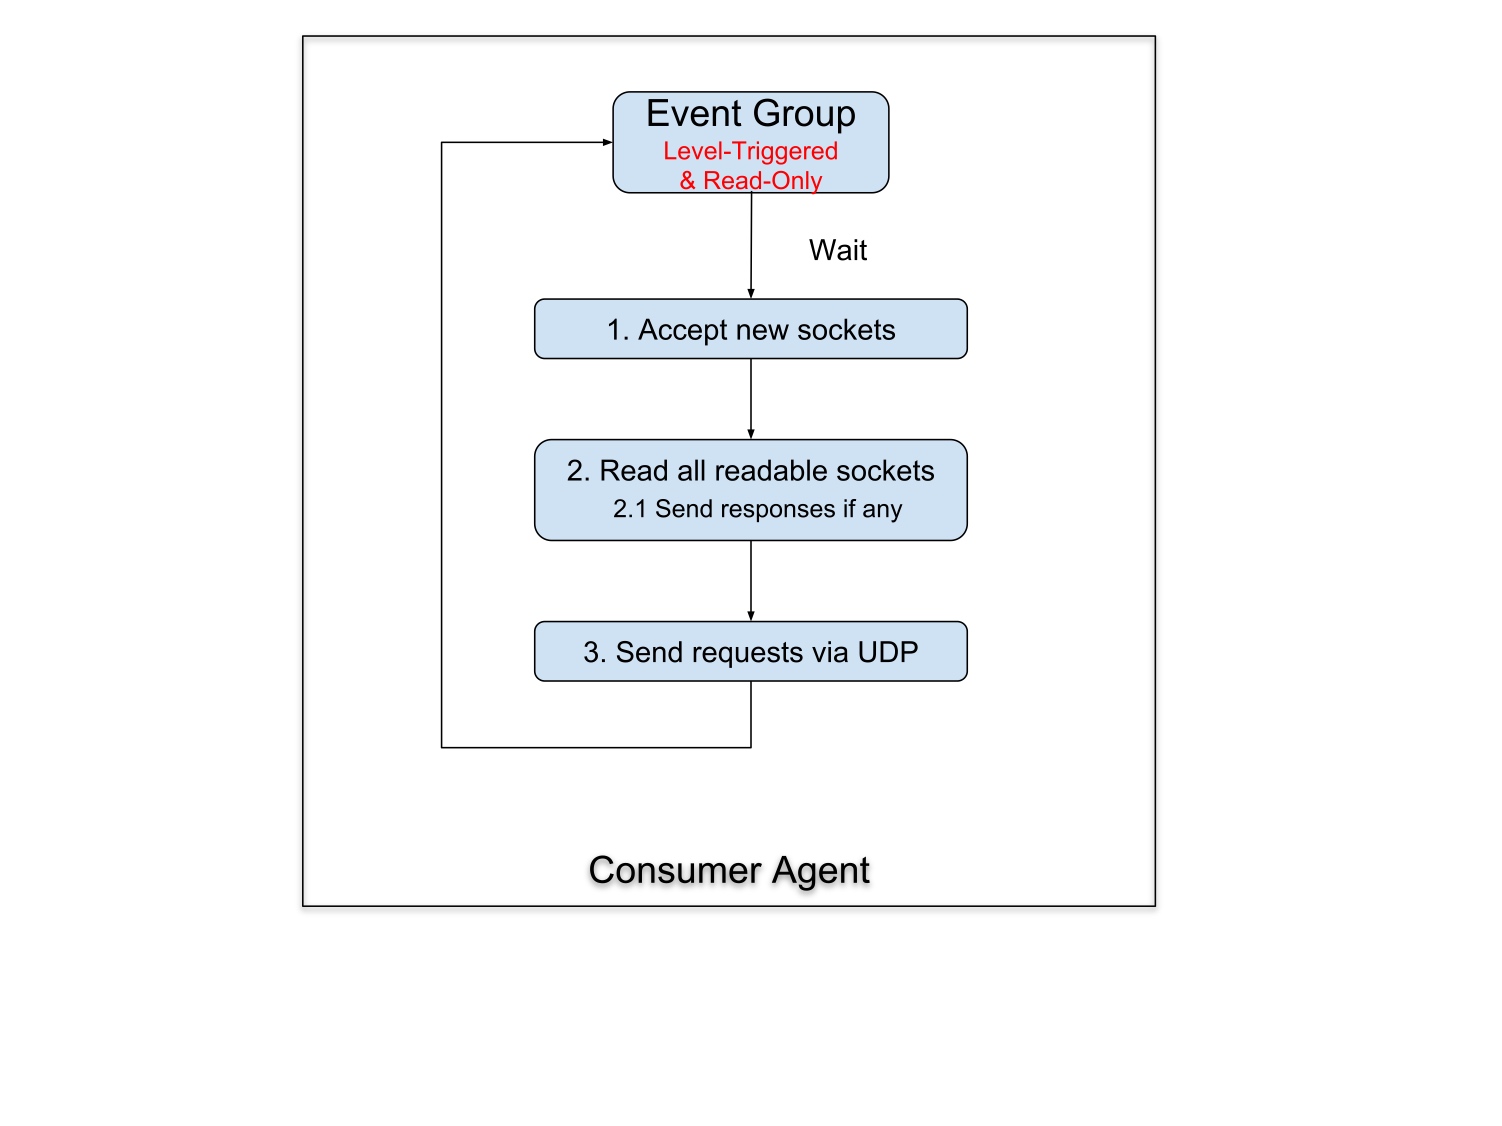 Event Group
Level-Triggered
& Read-Only
Wait
1. Accept new sockets
2. Read all readable sockets
2.1 Send responses if any
3. Send requests via UDP
Consumer Agent